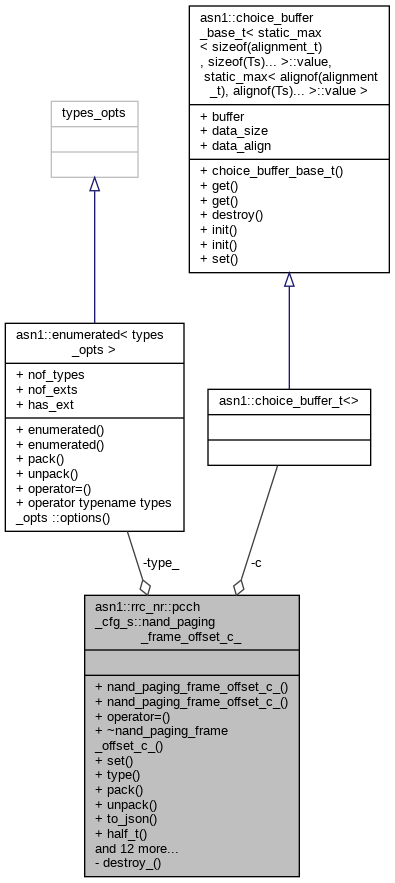 asn1::choice_buffer
_base_t< static_max
< sizeof(alignment_t)
, sizeof(Ts)... >::value,
static_max< alignof(alignment
_t), alignof(Ts)... >::value >
+ buffer
+ data_size
+ data_align
+ choice_buffer_base_t()
+ get()
+ get()
+ destroy()
+ init()
+ init()
+ set()
types_opts
asn1::enumerated< types
_opts >
+ nof_types
+ nof_exts
+ has_ext
+ enumerated()
+ enumerated()
+ pack()
+ unpack()
+ operator=()
+ operator typename types
_opts ::options()
asn1::choice_buffer_t<>
-type_
-c
asn1::rrc_nr::pcch
_cfg_s::nand_paging
_frame_offset_c_
+ nand_paging_frame_offset_c_()
+ nand_paging_frame_offset_c_()
+ operator=()
+ ~nand_paging_frame
_offset_c_()
+ set()
+ type()
+ pack()
+ unpack()
+ to_json()
+ half_t()
and 12 more...
- destroy_()